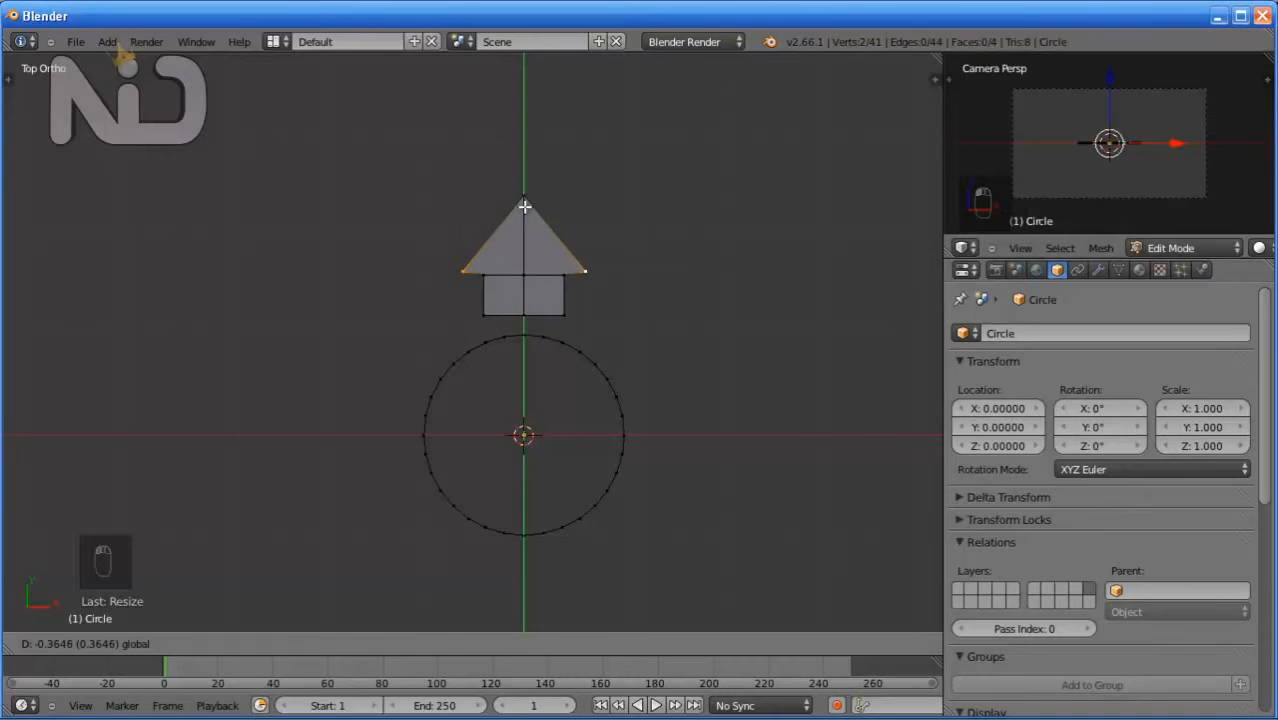 Blender
File Add Render Window Help Default Scene Blender Render v2.66.1 | Verts:2/41 | Edges:0/44 | Faces:0/4 | Tris:8 | Circle
Top Ortho
NiD
Camera Persp
(1) Circle
View Select Mesh Edit Mode
Circle
Circle
Transform
Location: Rotation: Scale:
X: 0.00000 X: 0° X: 1.000
Y: 0.00000 Y: 0° Y: 1.000
Z: 0.00000 Z: 0° Z: 1.000
Rotation Mode: XYZ Euler
Delta Transform
Transform Locks
Relations
Layers: Parent:
Object
Pass Index: 0
Groups
Add to Group
Display
Last: Resize
(1) Circle
D: -0.3646 (0.3646) global
-40 -20 0 20 40 60 80 100 120 140 160 180 200 220 240 260
View Marker Frame Playback Start: 1 End: 250 1 No Sync